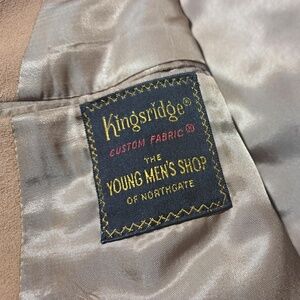 Kingsridge®
CUSTOM FABRIC®
THE
YOUNG MEN'S SHOP
OF NORTHGATE